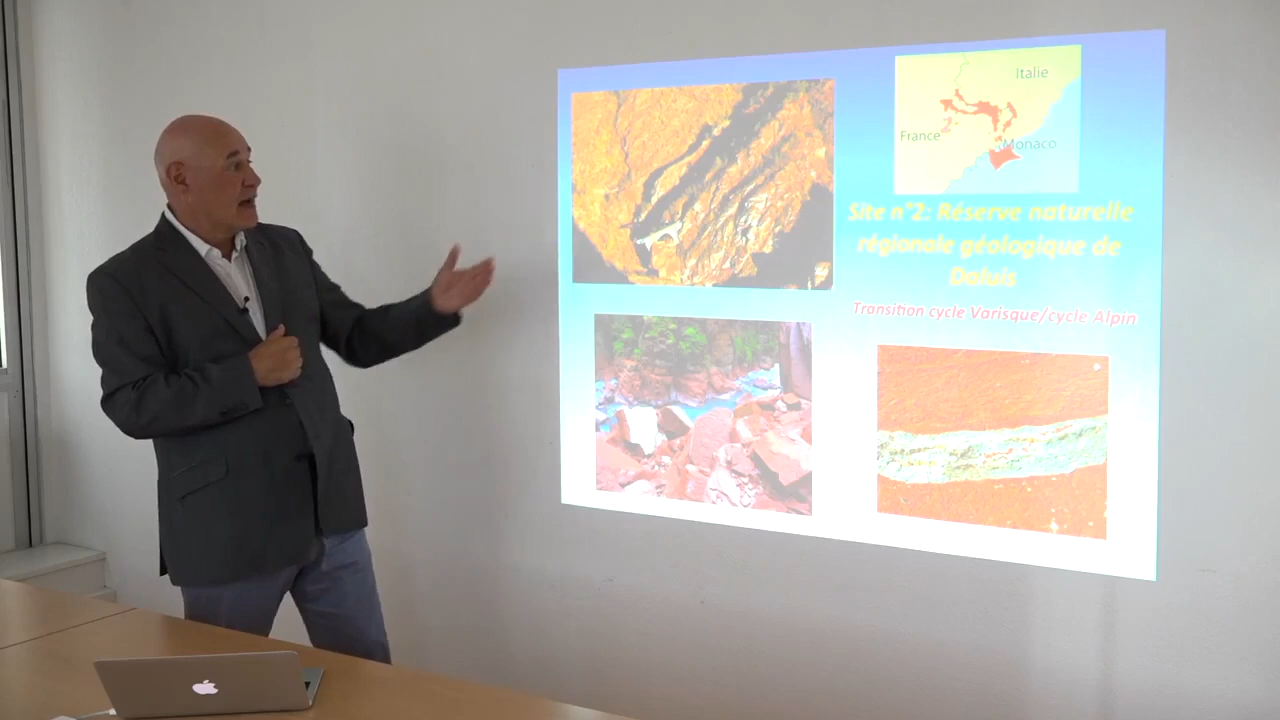 Italie
France
Monaco
Site n°2: Réserve naturelle
régionale géologique de
Daluis
Transition cycle Varisque/cycle Alpin